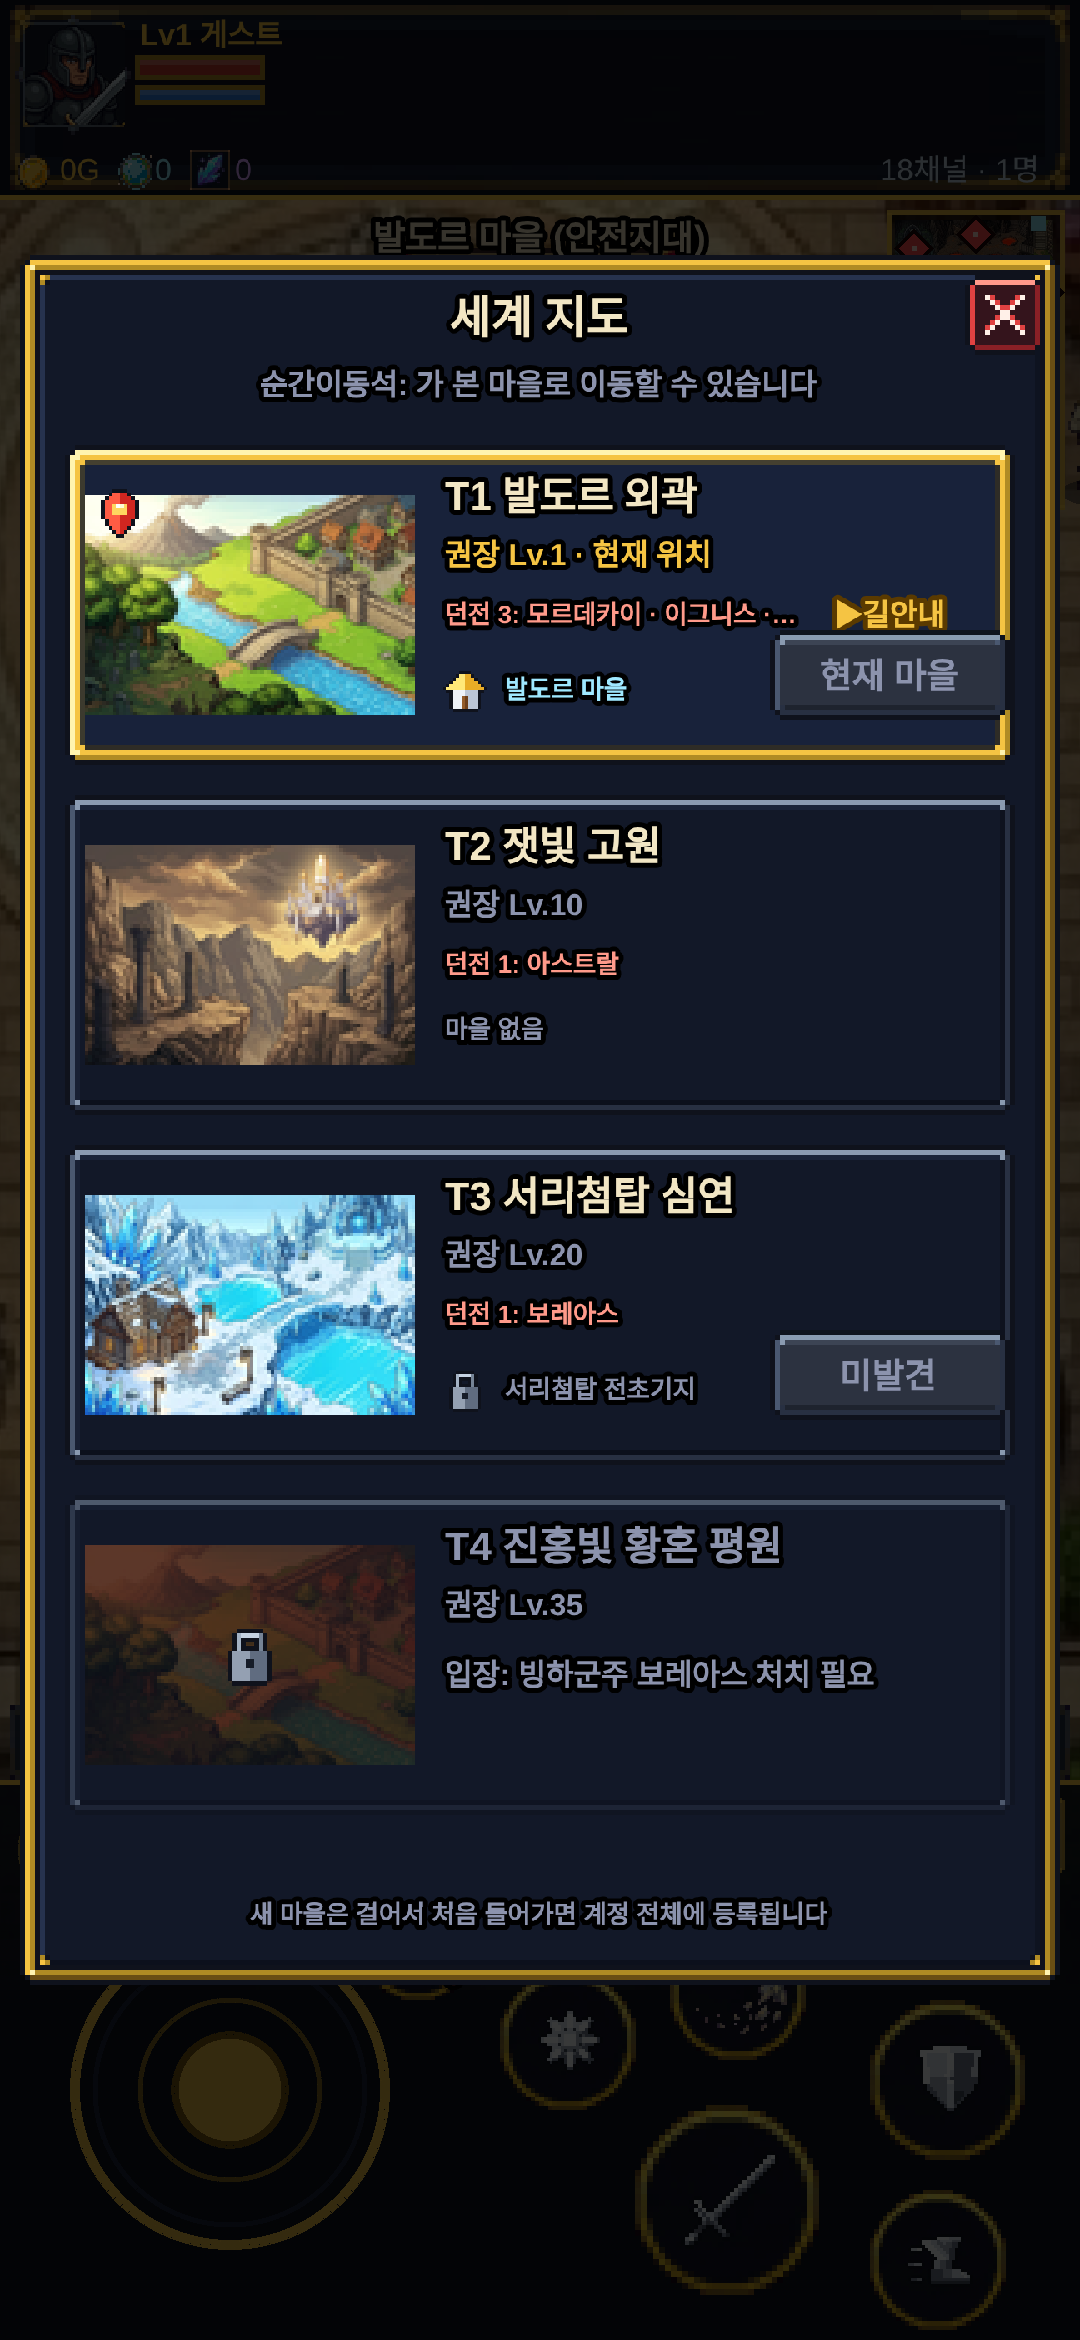 Lv1 게스트
0G 0 0
18채널 · 1명
발도르 마을 (안전지대)
세계 지도
순간이동석: 가 본 마을로 이동할 수 있습니다
T1 발도르 외곽
권장 Lv.1 · 현재 위치
던전 3: 모르데카이 · 이그니스 ·...
▶길안내
발도르 마을
현재 마을
T2 잿빛 고원
권장 Lv.10
던전 1: 아스트랄
마을 없음
T3 서리첨탑 심연
권장 Lv.20
던전 1: 보레아스
서리첨탑 전초기지
미발견
T4 진홍빛 황혼 평원
권장 Lv.35
입장: 빙하군주 보레아스 처치 필요
새 마을은 걸어서 처음 들어가면 계정 전체에 등록됩니다